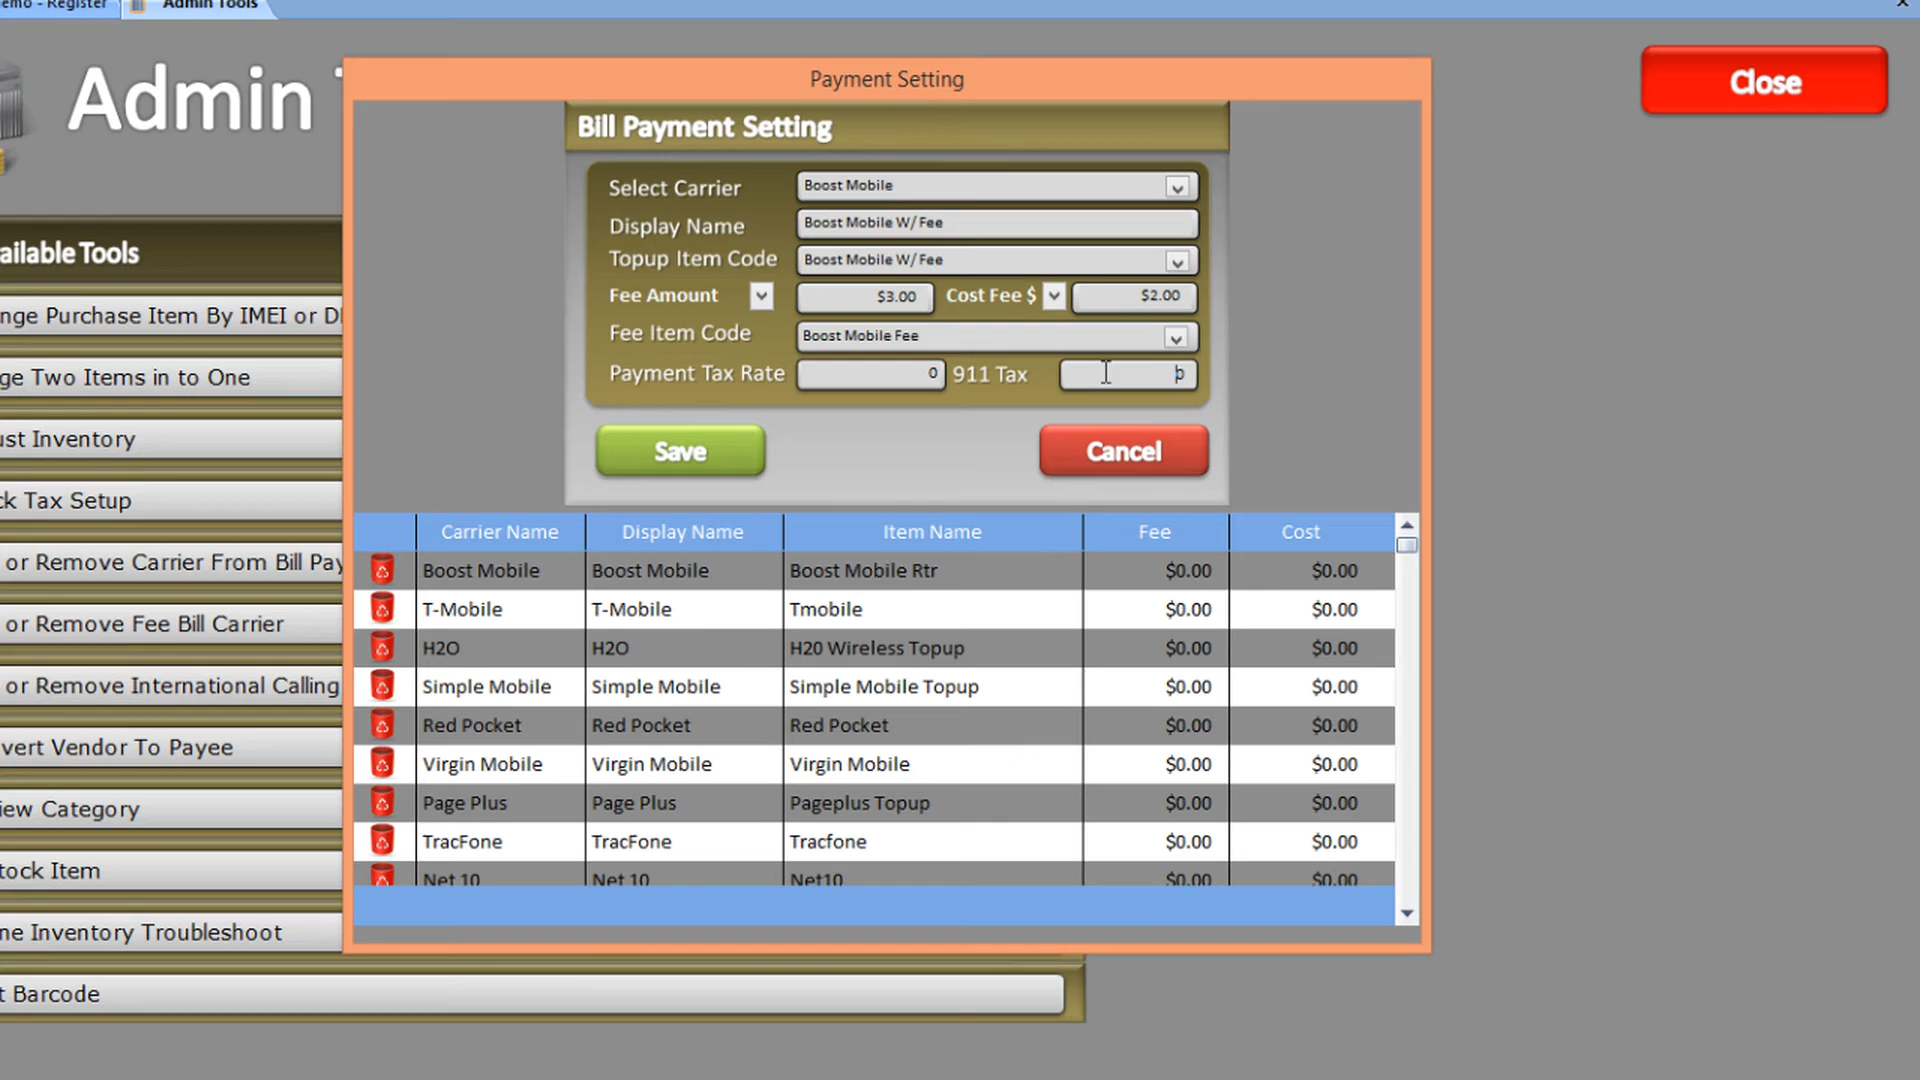 emo - Register
Admin Tools
Admin
Close
Payment Setting
Bill Payment Setting
Select Carrier Boost Mobile
Display Name Boost Mobile W/ Fee
Topup Item Code Boost Mobile W/ Fee
Fee Amount $3.00 Cost Fee $ $2.00
Fee Item Code Boost Mobile Fee
Payment Tax Rate 0 911 Tax 0
Save Cancel
Carrier Name Display Name Item Name Fee Cost
Boost Mobile Boost Mobile Boost Mobile Rtr $0.00 $0.00
T-Mobile T-Mobile Tmobile $0.00 $0.00
H2O H2O H20 Wireless Topup $0.00 $0.00
Simple Mobile Simple Mobile Simple Mobile Topup $0.00 $0.00
Red Pocket Red Pocket Red Pocket $0.00 $0.00
Virgin Mobile Virgin Mobile Virgin Mobile $0.00 $0.00
Page Plus Page Plus Pageplus Topup $0.00 $0.00
TracFone TracFone Tracfone $0.00 $0.00
Net 10 Net 10 Net10 $0.00 $0.00
ailable Tools
nge Purchase Item By IMEI or D
ge Two Items in to One
ust Inventory
ck Tax Setup
or Remove Carrier From Bill Pay
or Remove Fee Bill Carrier
or Remove International Calling
vert Vendor To Payee
iew Category
tock Item
ne Inventory Troubleshoot
t Barcode